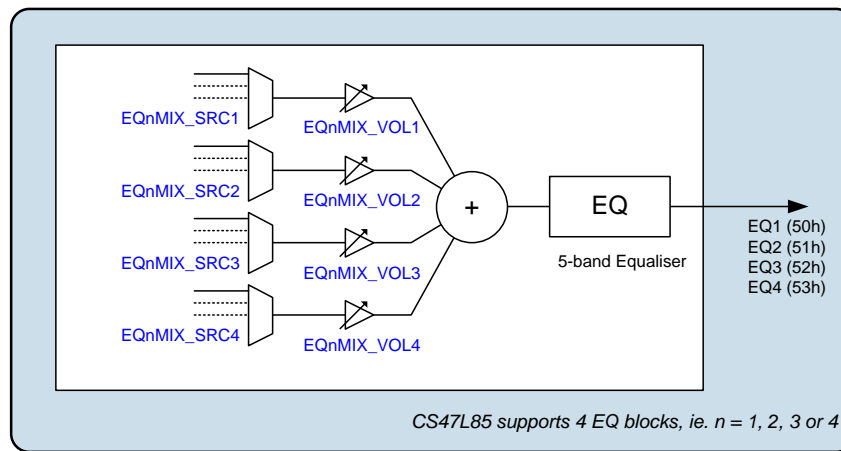 EQnMIX_SRC1
EQnMIX_VOL1
EQnMIX_SRC2
EQnMIX_VOL2
EQnMIX_SRC3
EQnMIX_VOL3
EQnMIX_SRC4
EQnMIX_VOL4
+
EQ
5-band Equaliser
EQ1 (50h)
EQ2 (51h)
EQ3 (52h)
EQ4 (53h)
CS47L85 supports 4 EQ blocks, ie. n = 1, 2, 3 or 4